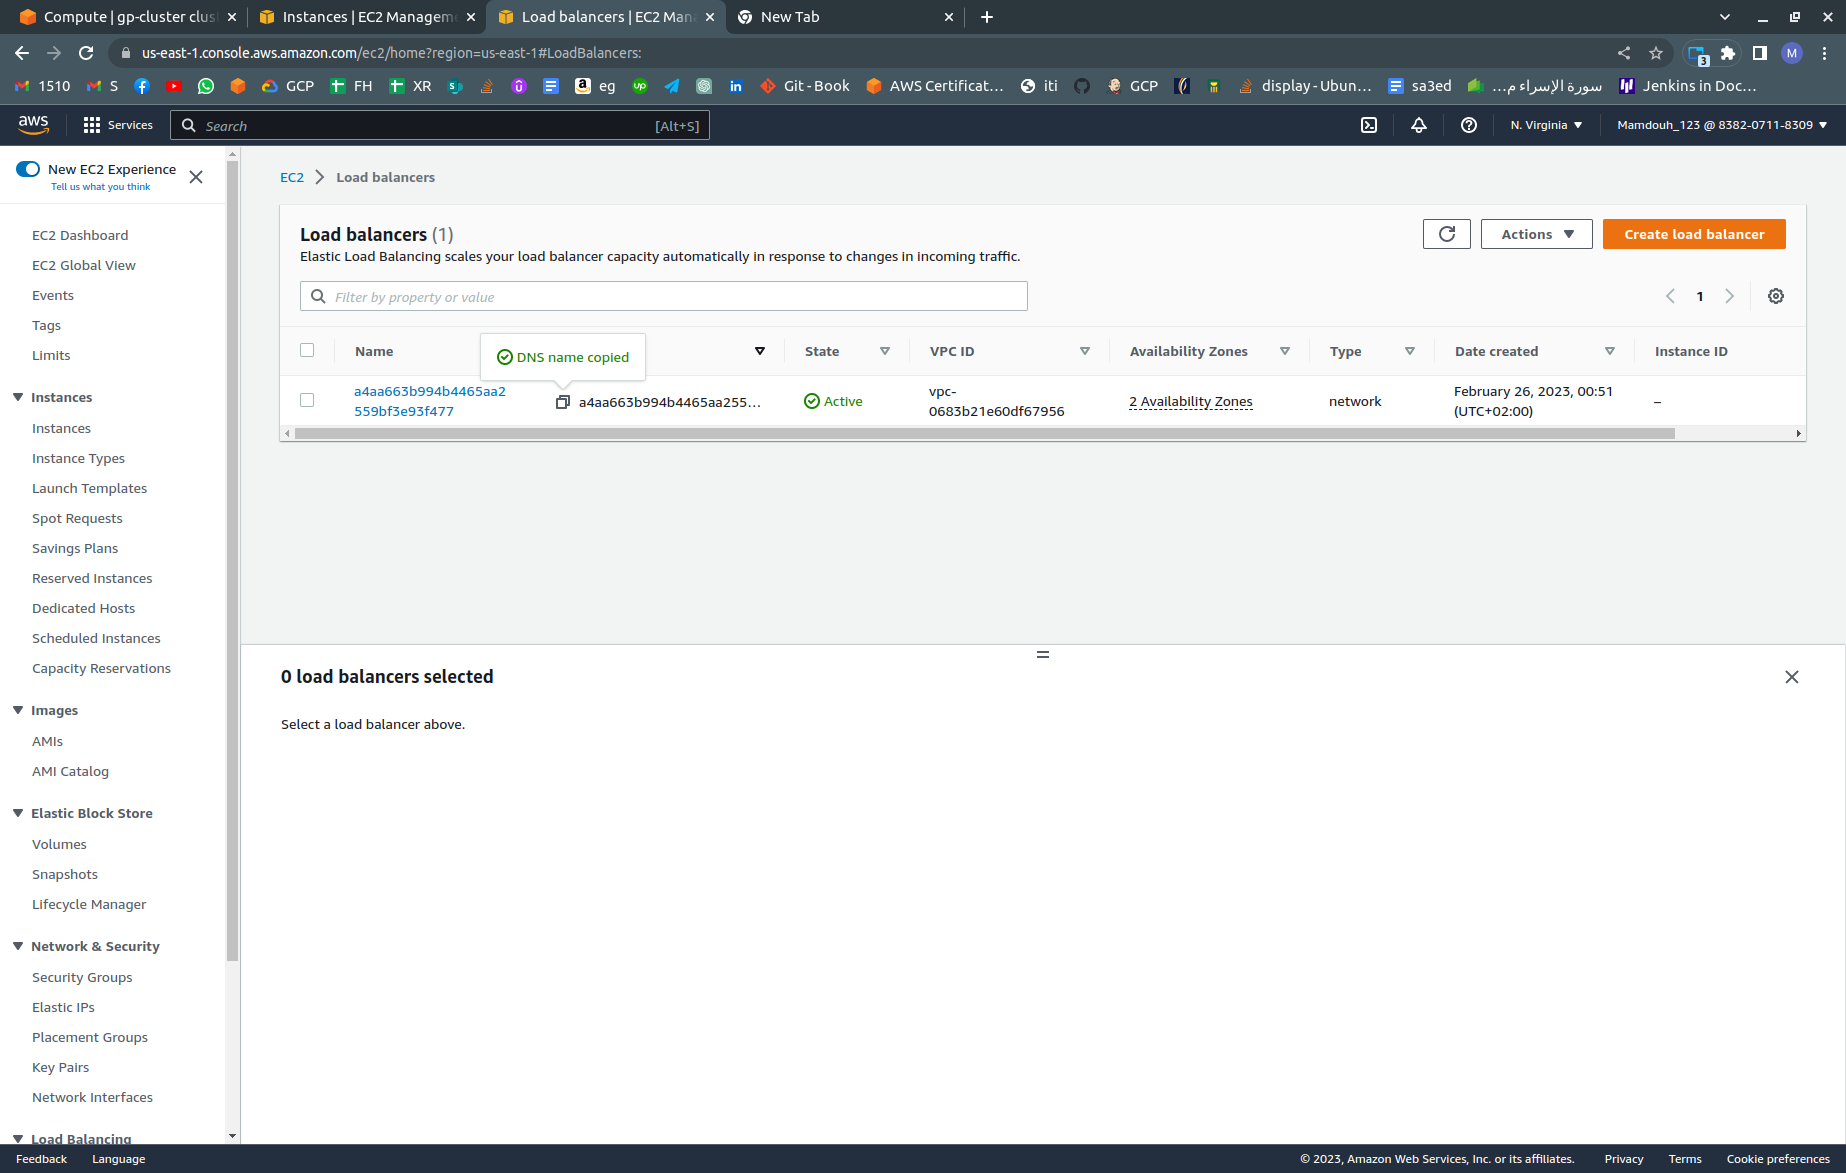 Compute | gp-cluster clus
Instances | EC2 Managem
Load balancers | EC2 Man
New Tab
us-east-1.console.aws.amazon.com/ec2/home?region=us-east-1#LoadBalancers:
3
M
1510
S
GCP
FH
XR
eg
Git - Book
AWS Certificat...
iti
GCP
display - Ubun...
sa3ed
سورة الإسراء م...
Jenkins in Doc...
aws
Services
Search
[Alt+S]
N. Virginia
Mamdouh_123 @ 8382-0711-8309
New EC2 Experience
Tell us what you think
EC2 Dashboard
EC2 Global View
Events
Tags
Limits
Instances
Instances
Instance Types
Launch Templates
Spot Requests
Savings Plans
Reserved Instances
Dedicated Hosts
Scheduled Instances
Capacity Reservations
Images
AMIs
AMI Catalog
Elastic Block Store
Volumes
Snapshots
Lifecycle Manager
Network & Security
Security Groups
Elastic IPs
Placement Groups
Key Pairs
Network Interfaces
Load Balancing
EC2 > Load balancers
Load balancers (1)
Elastic Load Balancing scales your load balancer capacity automatically in response to changes in incoming traffic.
Actions
Create load balancer
Filter by property or value
1
Name
DNS name copied
State
VPC ID
Availability Zones
Type
Date created
Instance ID
a4aa663b994b4465aa2
559bf3e93f477
a4aa663b994b4465aa255...
Active
vpc-
0683b21e60df67956
2 Availability Zones
network
February 26, 2023, 00:51
(UTC+02:00)
–
0 load balancers selected
Select a load balancer above.
Feedback
Language
© 2023, Amazon Web Services, Inc. or its affiliates.
Privacy
Terms
Cookie preferences